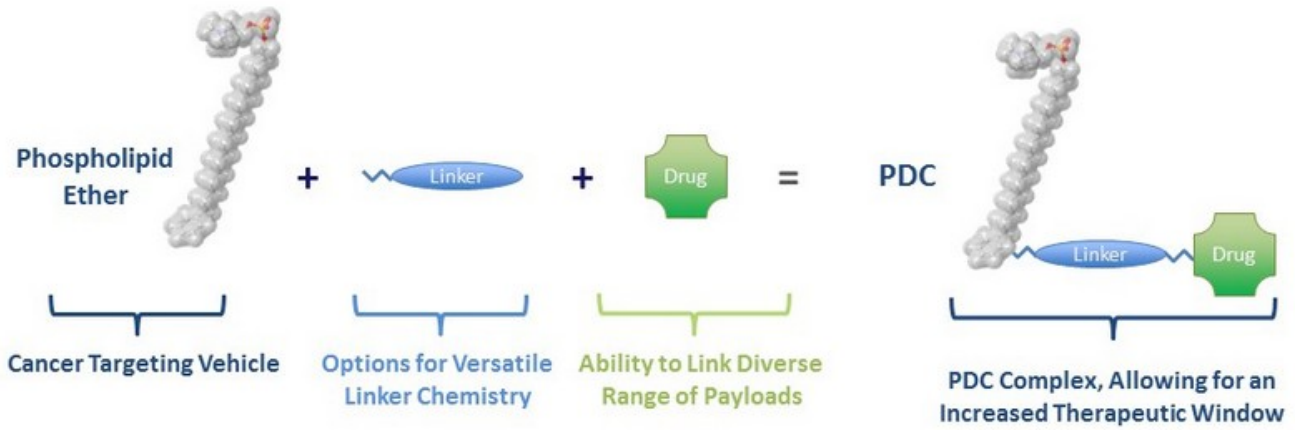 Phospholipid
Ether
+
Linker
+
Drug
=
PDC
Linker
Drug
Cancer Targeting Vehicle
Options for Versatile
Linker Chemistry
Ability to Link Diverse
Range of Payloads
PDC Complex, Allowing for an
Increased Therapeutic Window